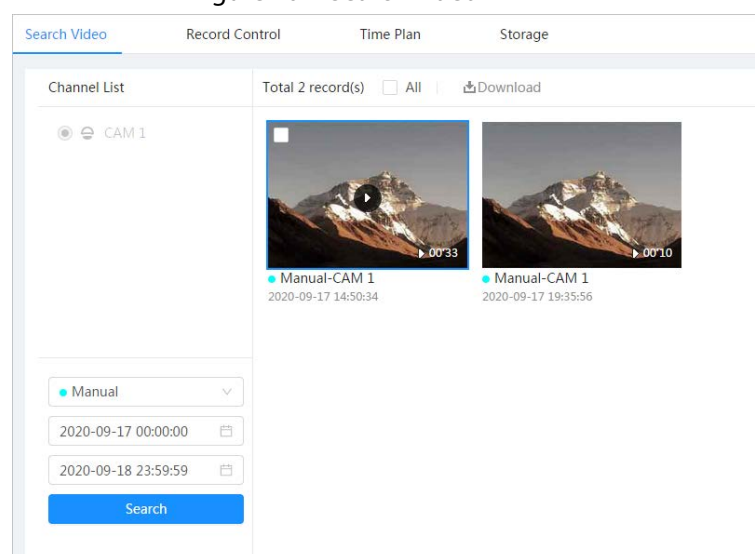 Search Video Record Control Time Plan Storage
Channel List
Total 2 record(s) All Download
CAM 1
00'33
00'10
Manual-CAM 1
2020-09-17 14:50:34
Manual-CAM 1
2020-09-17 19:35:56
Manual
2020-09-17 00:00:00
2020-09-18 23:59:59
Search